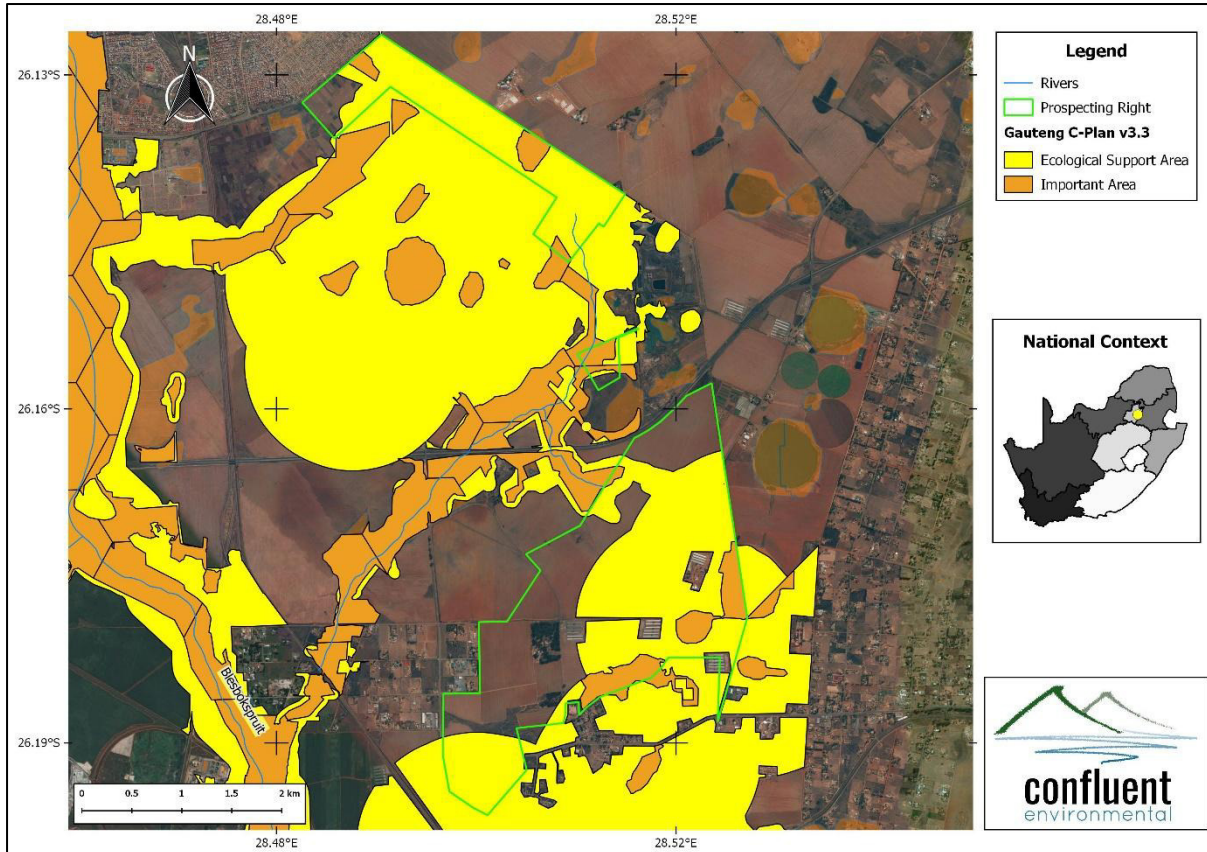 28.48°E
28.52°E
26.13°S
N
26.16°S
26.19°S
Blesbokspruit
0
0.5
1
1.5
2 km
28.48°E
28.52°E
Legend
Rivers
Prospecting Right
Gauteng C-Plan v3.3
Ecological Support Area
Important Area
National Context
confluent
environmental